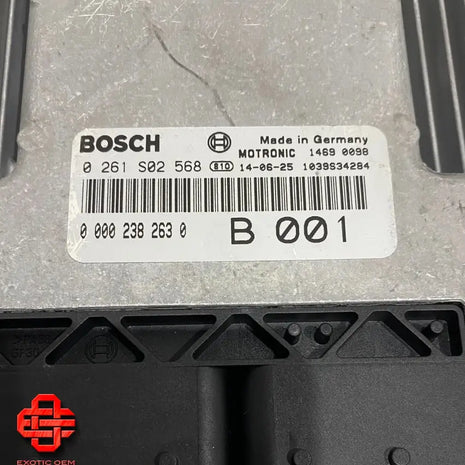 BOSCH Made in Germany
MOTRONIC 1469 0098
0 261 S02 568 810 14-06-25 1039S34284
0 000 238 263 0 B 001
EXOTIC OEM